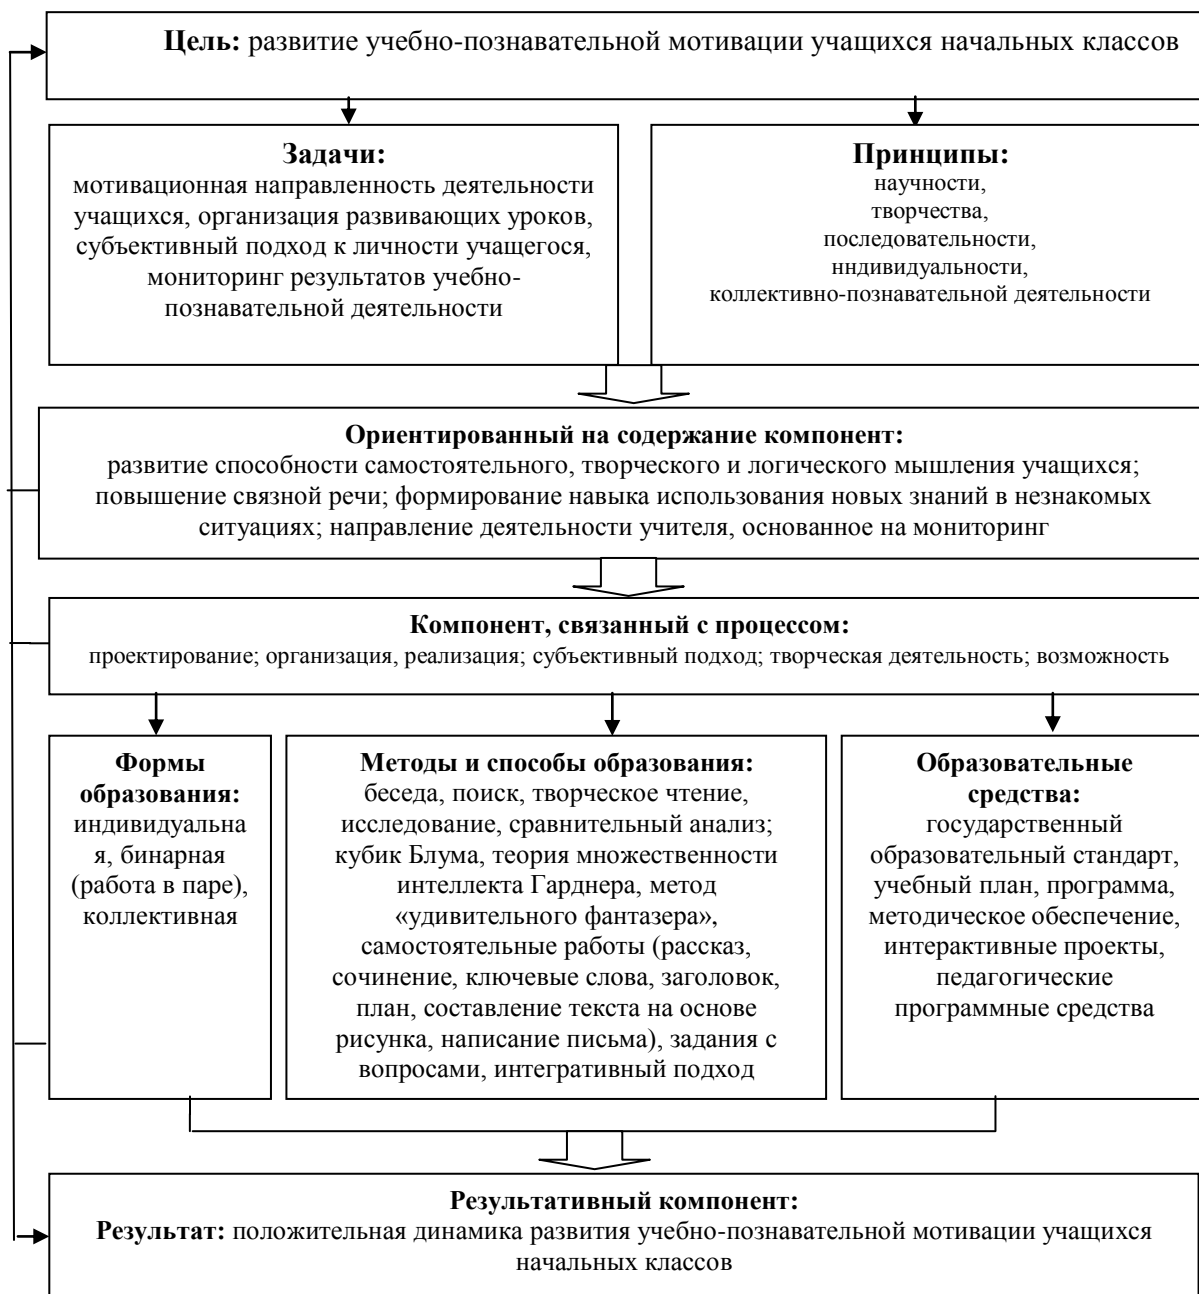 Цель: развитие учебно-познавательной мотивации учащихся начальных классов
Задачи:
мотивационная направленность деятельности
учащихся, организация развивающих уроков,
субъективный подход к личности учащегося,
мониторинг результатов учебно-
познавательной деятельности
Принципы:
научности,
творчества,
последовательности,
нндивидуальности,
коллективно-познавательной деятельности
Ориентированный на содержание компонент:
развитие способности самостоятельного, творческого и логического мышления учащихся;
повышение связной речи; формирование навыка использования новых знаний в незнакомых
ситуациях; направление деятельности учителя, основанное на мониторинг
Компонент, связанный с процессом:
проектирование; организация, реализация; субъективный подход; творческая деятельность; возможность
Формы
образования:
индивидуальна
я, бинарная
(работа в паре),
коллективная
Методы и способы образования:
беседа, поиск, творческое чтение,
исследование, сравнительный анализ;
кубик Блума, теория множественности
интеллекта Гарднера, метод
«удивительного фантазера»,
самостоятельные работы (рассказ,
сочинение, ключевые слова, заголовок,
план, составление текста на основе
рисунка, написание письма), задания с
вопросами, интегративный подход
Образовательные
средства:
государственный
образовательный стандарт,
учебный план, программа,
методическое обеспечение,
интерактивные проекты,
педагогические
программные средства
Результативный компонент:
Результат: положительная динамика развития учебно-познавательной мотивации учащихся
начальных классов